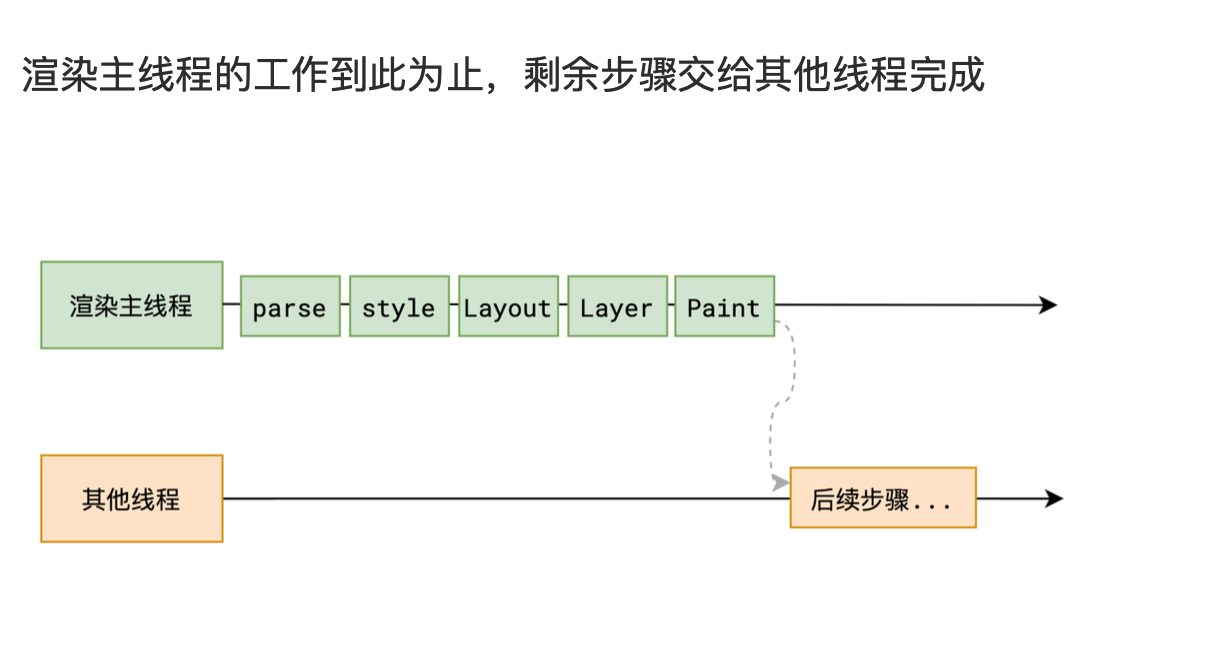 渲染主线程的工作到此为止，剩余步骤交给其他线程完成
渲染主线程
parse
style
Layout
Layer
Paint
其他线程
后续步骤...